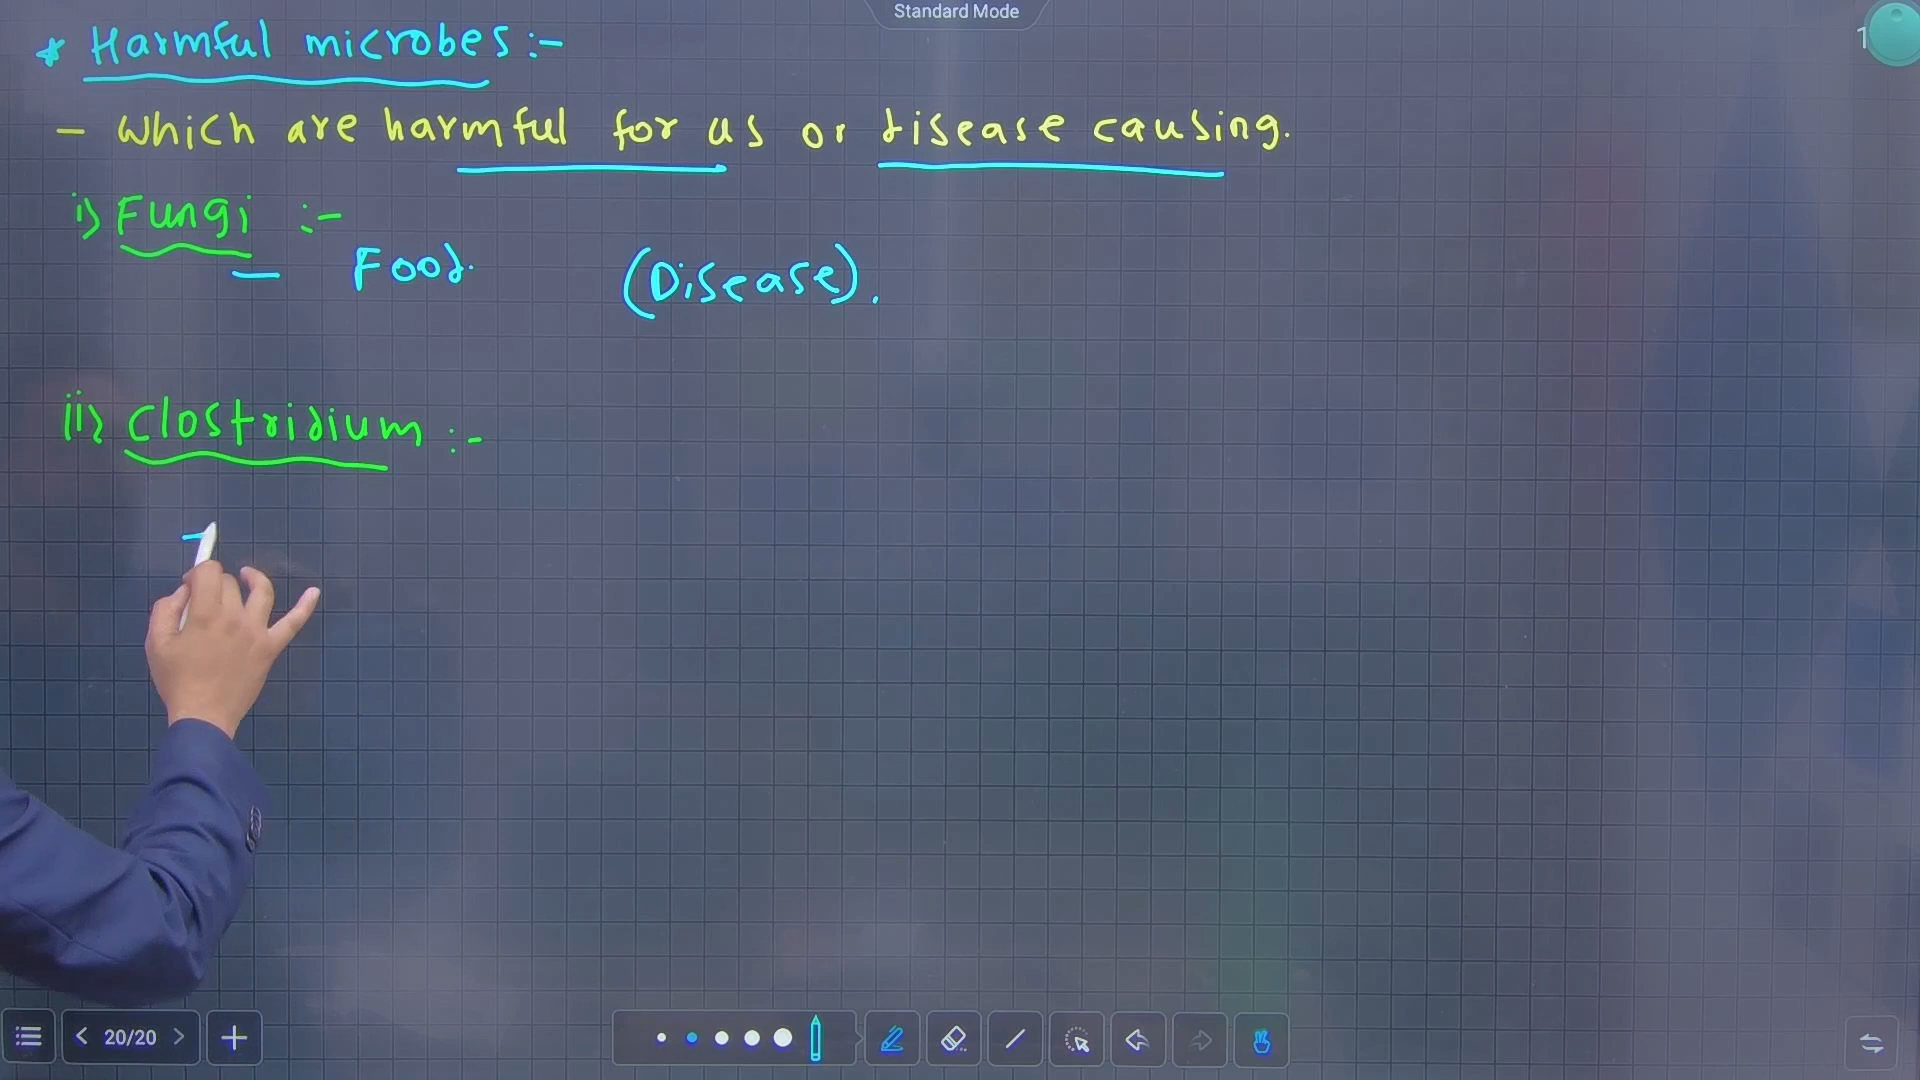 Standard Mode
1
* Harmful microbes :-
- which are harmful for us or disease causing.
i) Fungi :-
- Food. (Disease).
ii) Clostridium :-
-
20/20